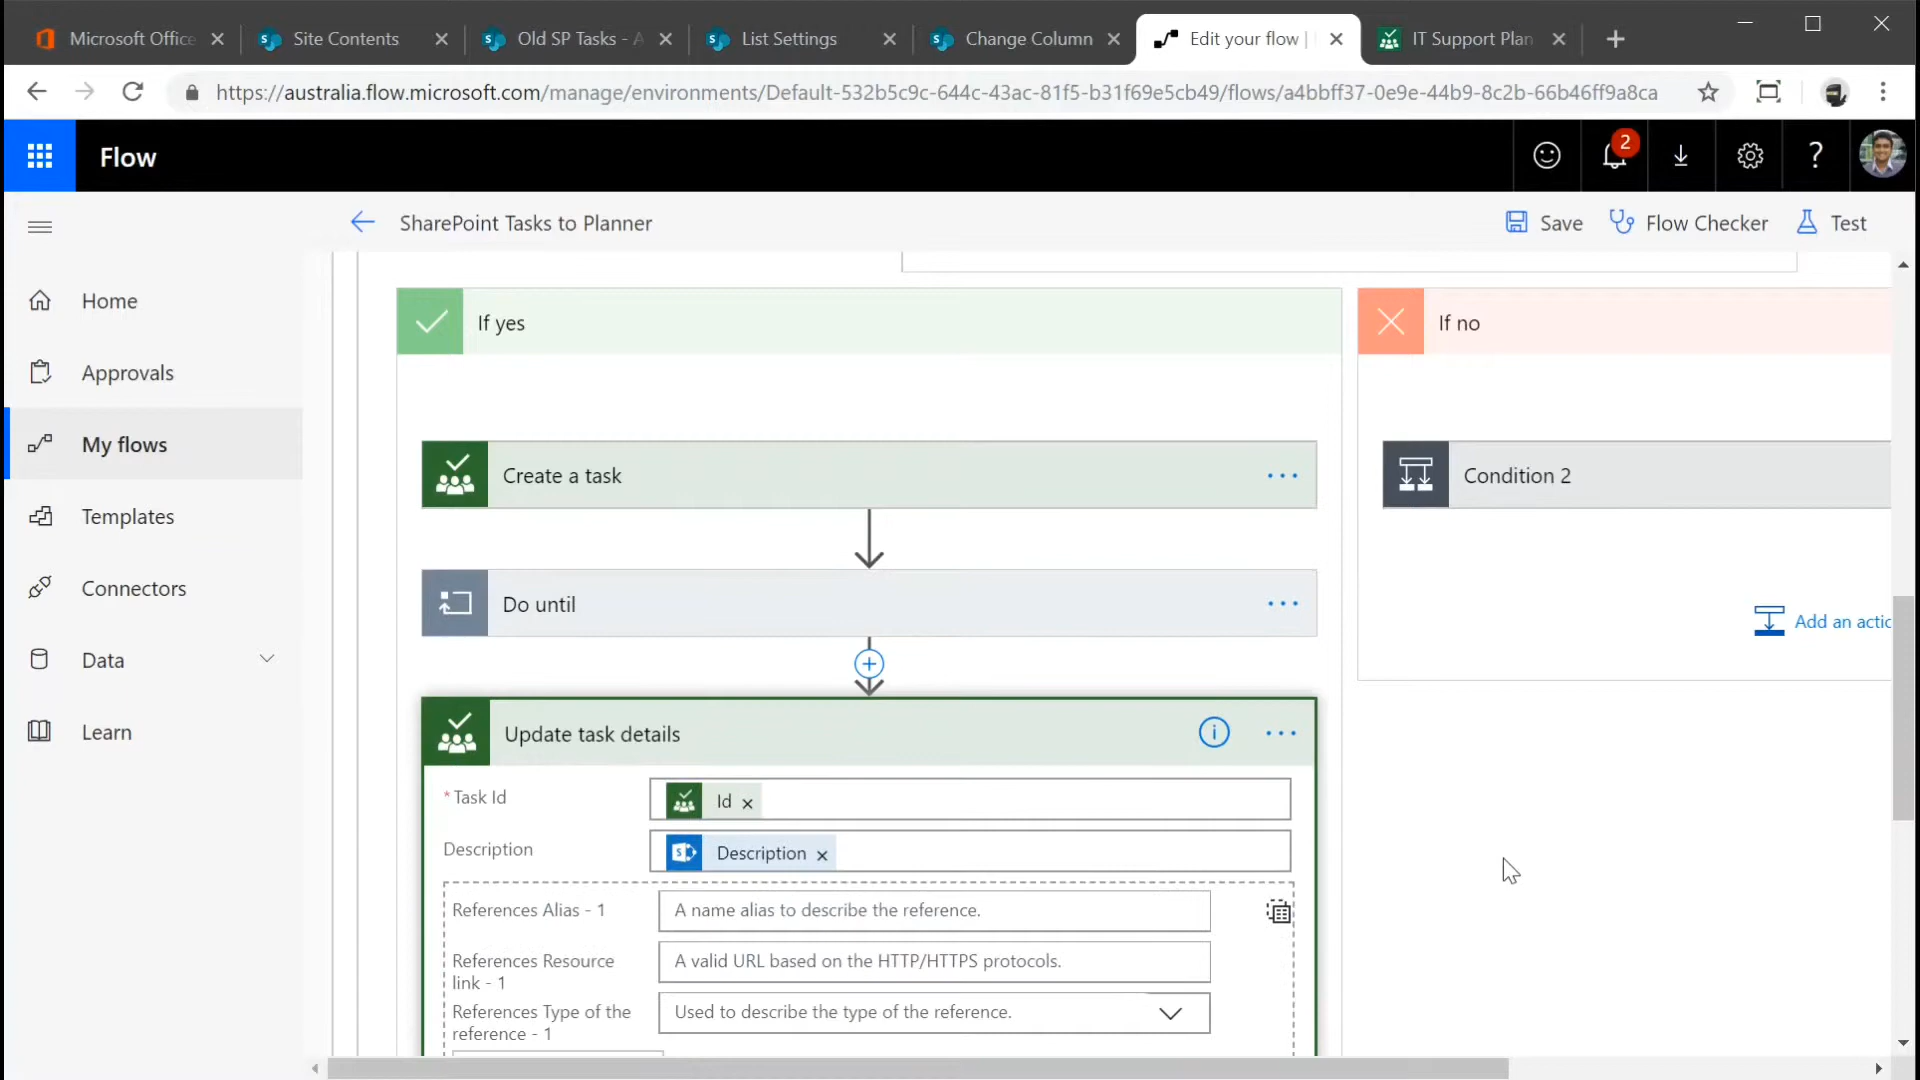 Microsoft Office
Site Contents
Old SP Tasks - A
List Settings
Change Column
Edit your flow |
IT Support Plan
https://australia.flow.microsoft.com/manage/environments/Default-532b5c9c-644c-43ac-81f5-b31f69e5cb49/flows/a4bbff37-0e9e-44b9-8c2b-66b46ff9a8ca
Flow
2
?
SharePoint Tasks to Planner
Save
Flow Checker
Test
Home
Approvals
My flows
Templates
Connectors
Data
Learn
If yes
If no
Create a task
...
Condition 2
Do until
...
Add an actio
Update task details
...
* Task Id
Id
Description
Description
References Alias - 1
A name alias to describe the reference.
References Resource
link - 1
A valid URL based on the HTTP/HTTPS protocols.
References Type of the
reference - 1
Used to describe the type of the reference.